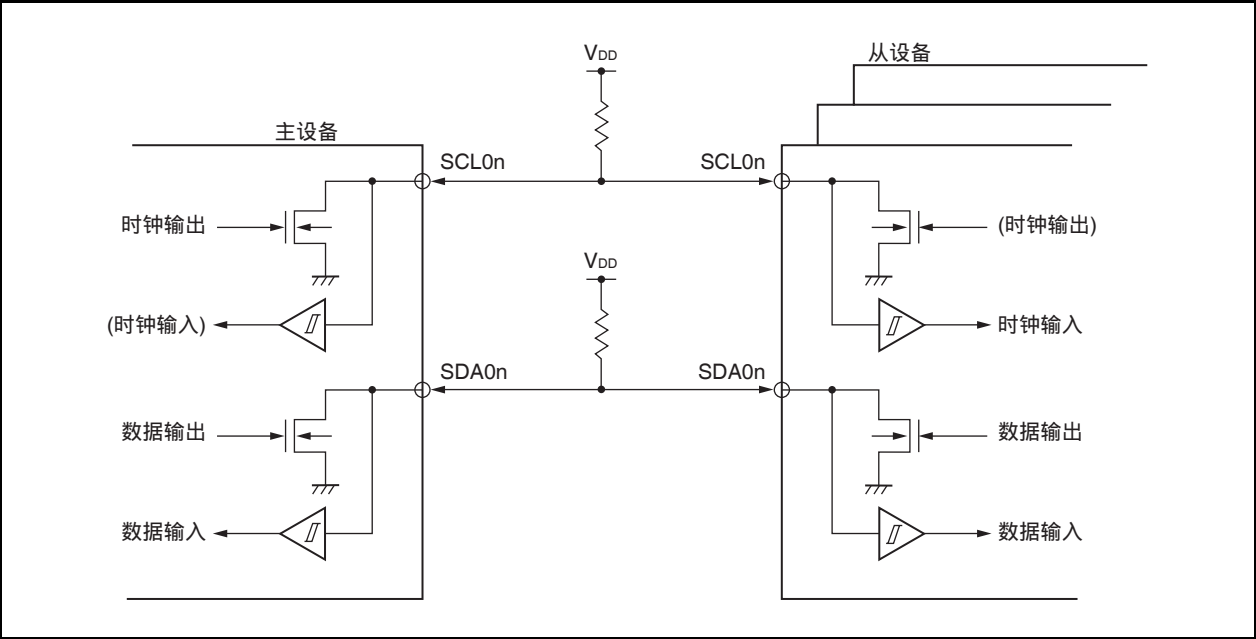 VDD
从设备
主设备
SCL0n
SCL0n
时钟输出
(时钟输出)
VDD
(时钟输入)
时钟输入
SDA0n
SDA0n
数据输出
数据输出
数据输入
数据输入